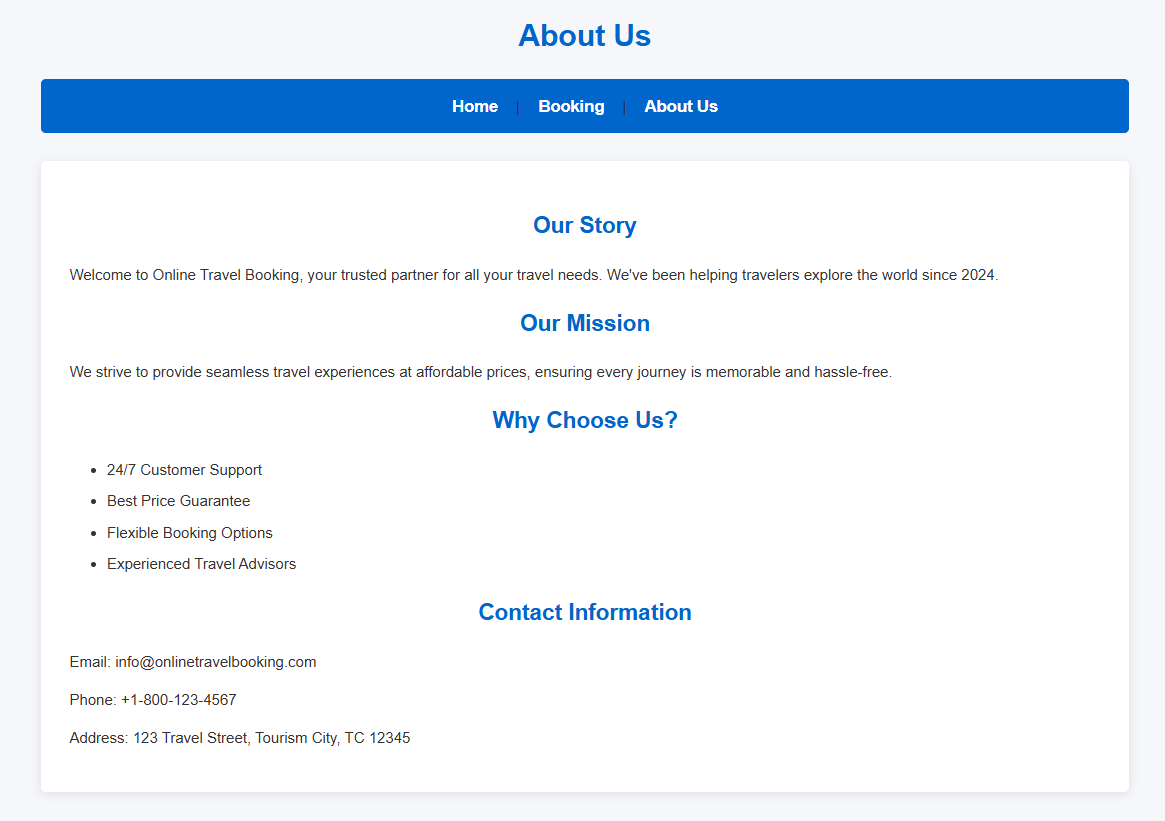 About Us
Home | Booking | About Us
Our Story
Welcome to Online Travel Booking, your trusted partner for all your travel needs. We've been helping travelers explore the world since 2024.
Our Mission
We strive to provide seamless travel experiences at affordable prices, ensuring every journey is memorable and hassle-free.
Why Choose Us?
• 24/7 Customer Support
• Best Price Guarantee
• Flexible Booking Options
• Experienced Travel Advisors
Contact Information
Email: info@onlinetravelbooking.com
Phone: +1-800-123-4567
Address: 123 Travel Street, Tourism City, TC 12345